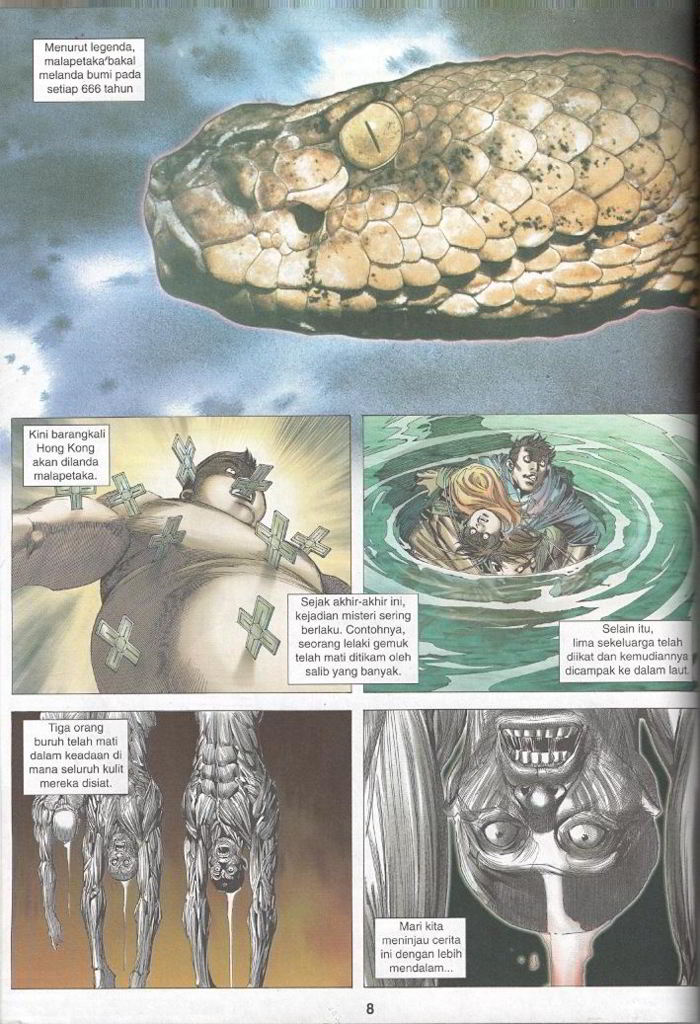 Menurut legenda,
malapetaka bakal
melanda bumi pada
setiap 666 tahun
Kini barangkali
Hong Kong
akan dilanda
malapetaka.
Sejak akhir-akhir ini,
kejadian misteri sering
berlaku. Contohnya,
seorang lelaki gemuk
telah mati ditikam oleh
salib yang banyak.
Selain itu,
lima sekeluarga telah
diikat dan kemudiannya
dicampak ke dalam laut.
Tiga orang
buruh telah mati
dalam keadaan di
mana seluruh kulit
mereka disiat.
Mari kita
meninjau cerita
ini dengan lebih
mendalam...
8